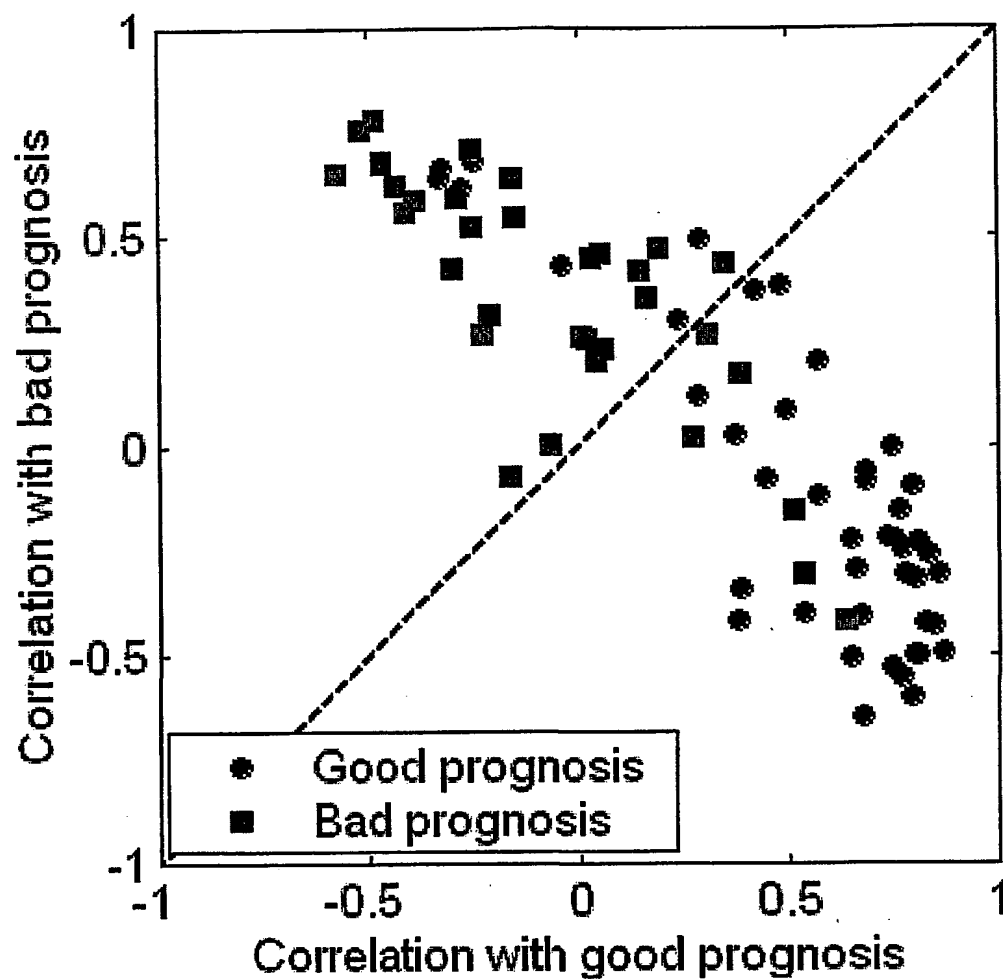 1
0.5
0
-0.5
-1
Correlation with bad prognosis
Good prognosis
Bad prognosis
-1
-0.5
0
0.5
1
Correlation with good prognosis